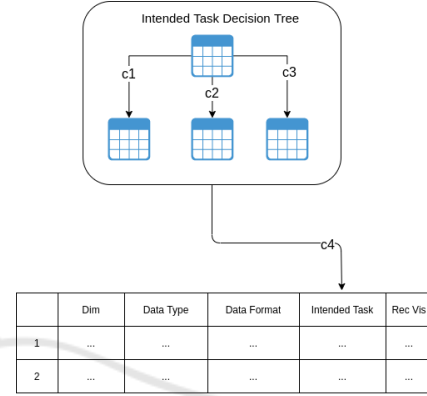 Intended Task Decision Tree
c1
c3
c2
c4
Dim Data Type Data Format Intended Task Rec Vis
1 ... ... ... ... ...
2 ... ... ... ... ...